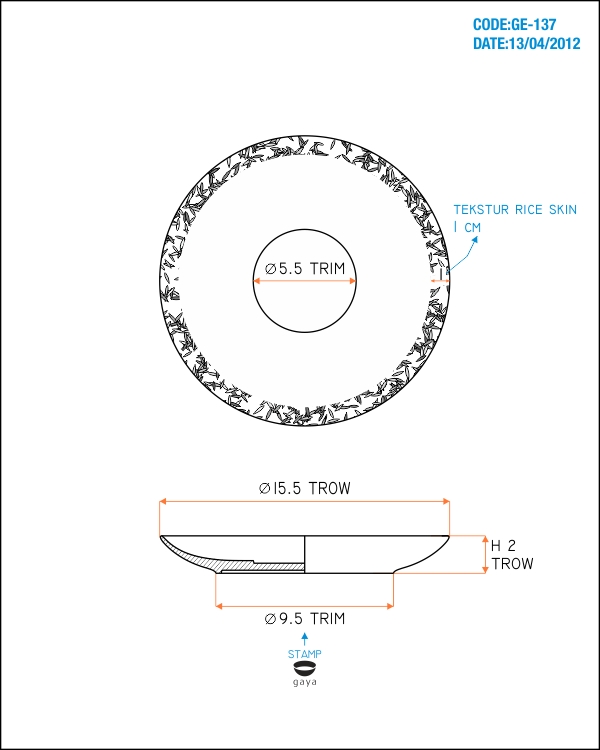 CODE:GE-137
DATE:13/04/2012
TEKSTUR RICE SKIN
1 CM
Ø5.5 TRIM
Ø15.5 TROW
H 2
TROW
Ø9.5 TRIM
STAMP
gaya